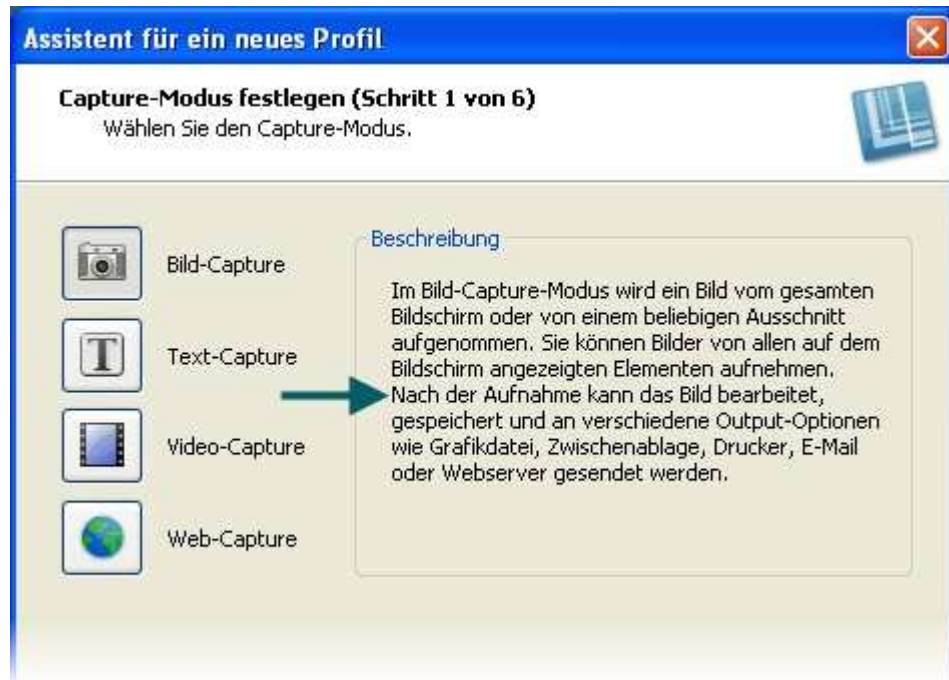 Assistent für ein neues Profil
Capture-Modus festlegen (Schritt 1 von 6)
Wählen Sie den Capture-Modus.
Bild-Capture
Text-Capture
Video-Capture
Web-Capture
Beschreibung
Im Bild-Capture-Modus wird ein Bild vom gesamten
Bildschirm oder von einem beliebigen Ausschnitt
aufgenommen. Sie können Bilder von allen auf dem
Bildschirm angezeigten Elementen aufnehmen.
Nach der Aufnahme kann das Bild bearbeitet,
gespeichert und an verschiedene Output-Optionen
wie Grafikdatei, Zwischenablage, Drucker, E-Mail
oder Webserver gesendet werden.